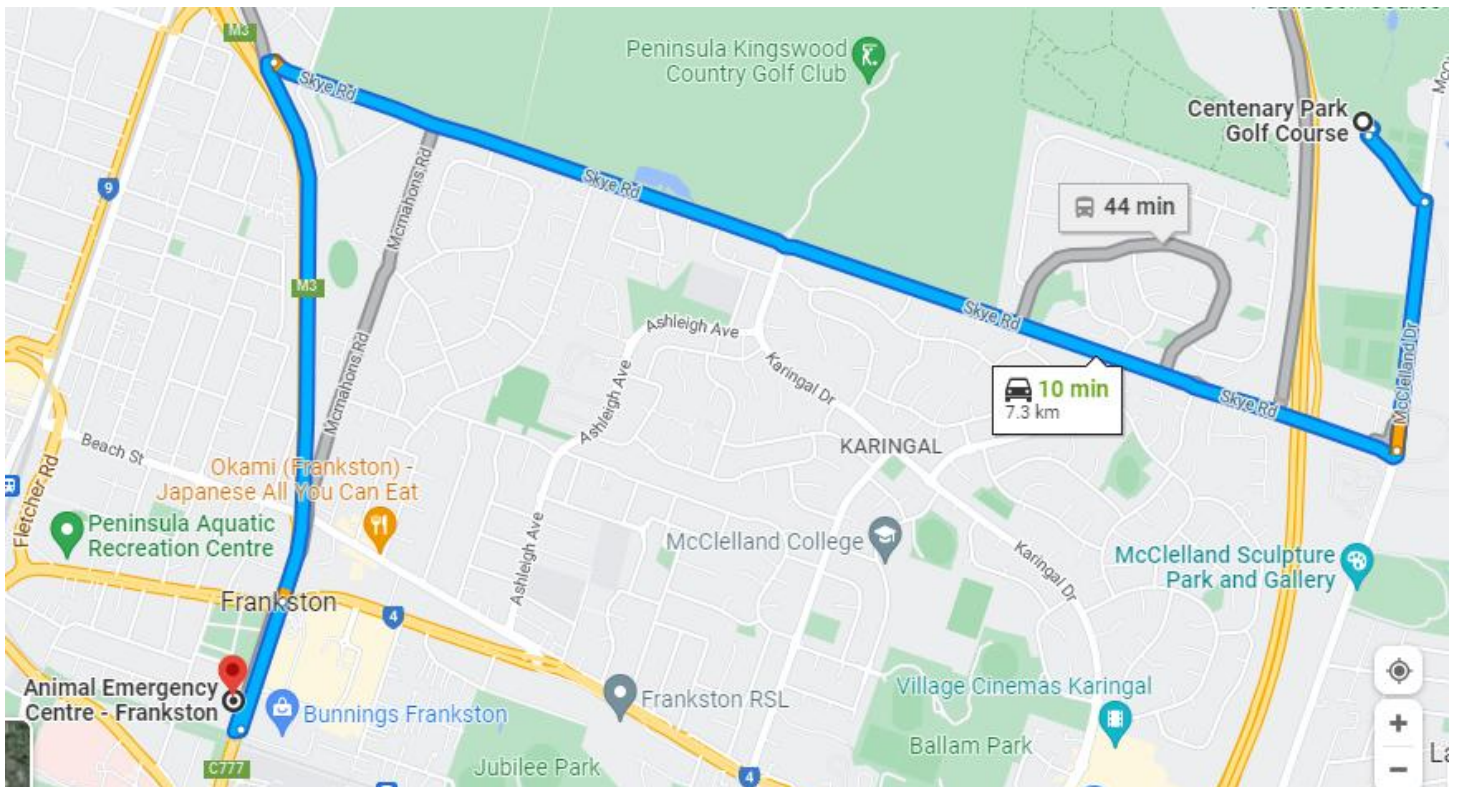 M3
Peninsula Kingswood
Country Golf Club
Skye Rd
Centenary Park
Golf Course
Mcmahons Rd
Skye Rd
9
44 min
M3
Skye Rd
Ashleigh Ave
Mcmahons Rd
Karingal Dr
10 min
7.3 km
Skye Rd
McClelland Dr
Ashleigh Ave
Beach St
KARINGAL
Okami (Frankston) -
Japanese All You Can Eat
Fletcher Rd
Peninsula Aquatic
Recreation Centre
McClelland College
Ashleigh Ave
Karingal Dr
McClelland Sculpture
Park and Gallery
Frankston
4
Animal Emergency
Centre - Frankston
Bunnings Frankston
Frankston RSL
Village Cinemas Karingal
Ballam Park
C777
Jubilee Park
4